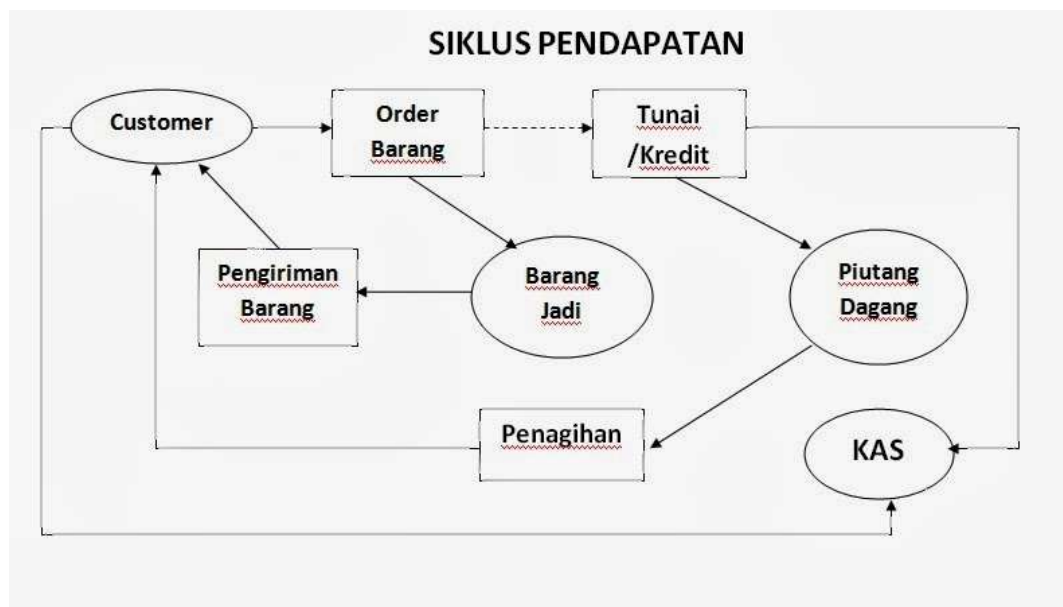 SIKLUS PENDAPATAN
Customer
Order
Barang
Tunai
/Kredit
Pengiriman
Barang
Barang
Jadi
Piutang
Dagang
Penagihan
KAS